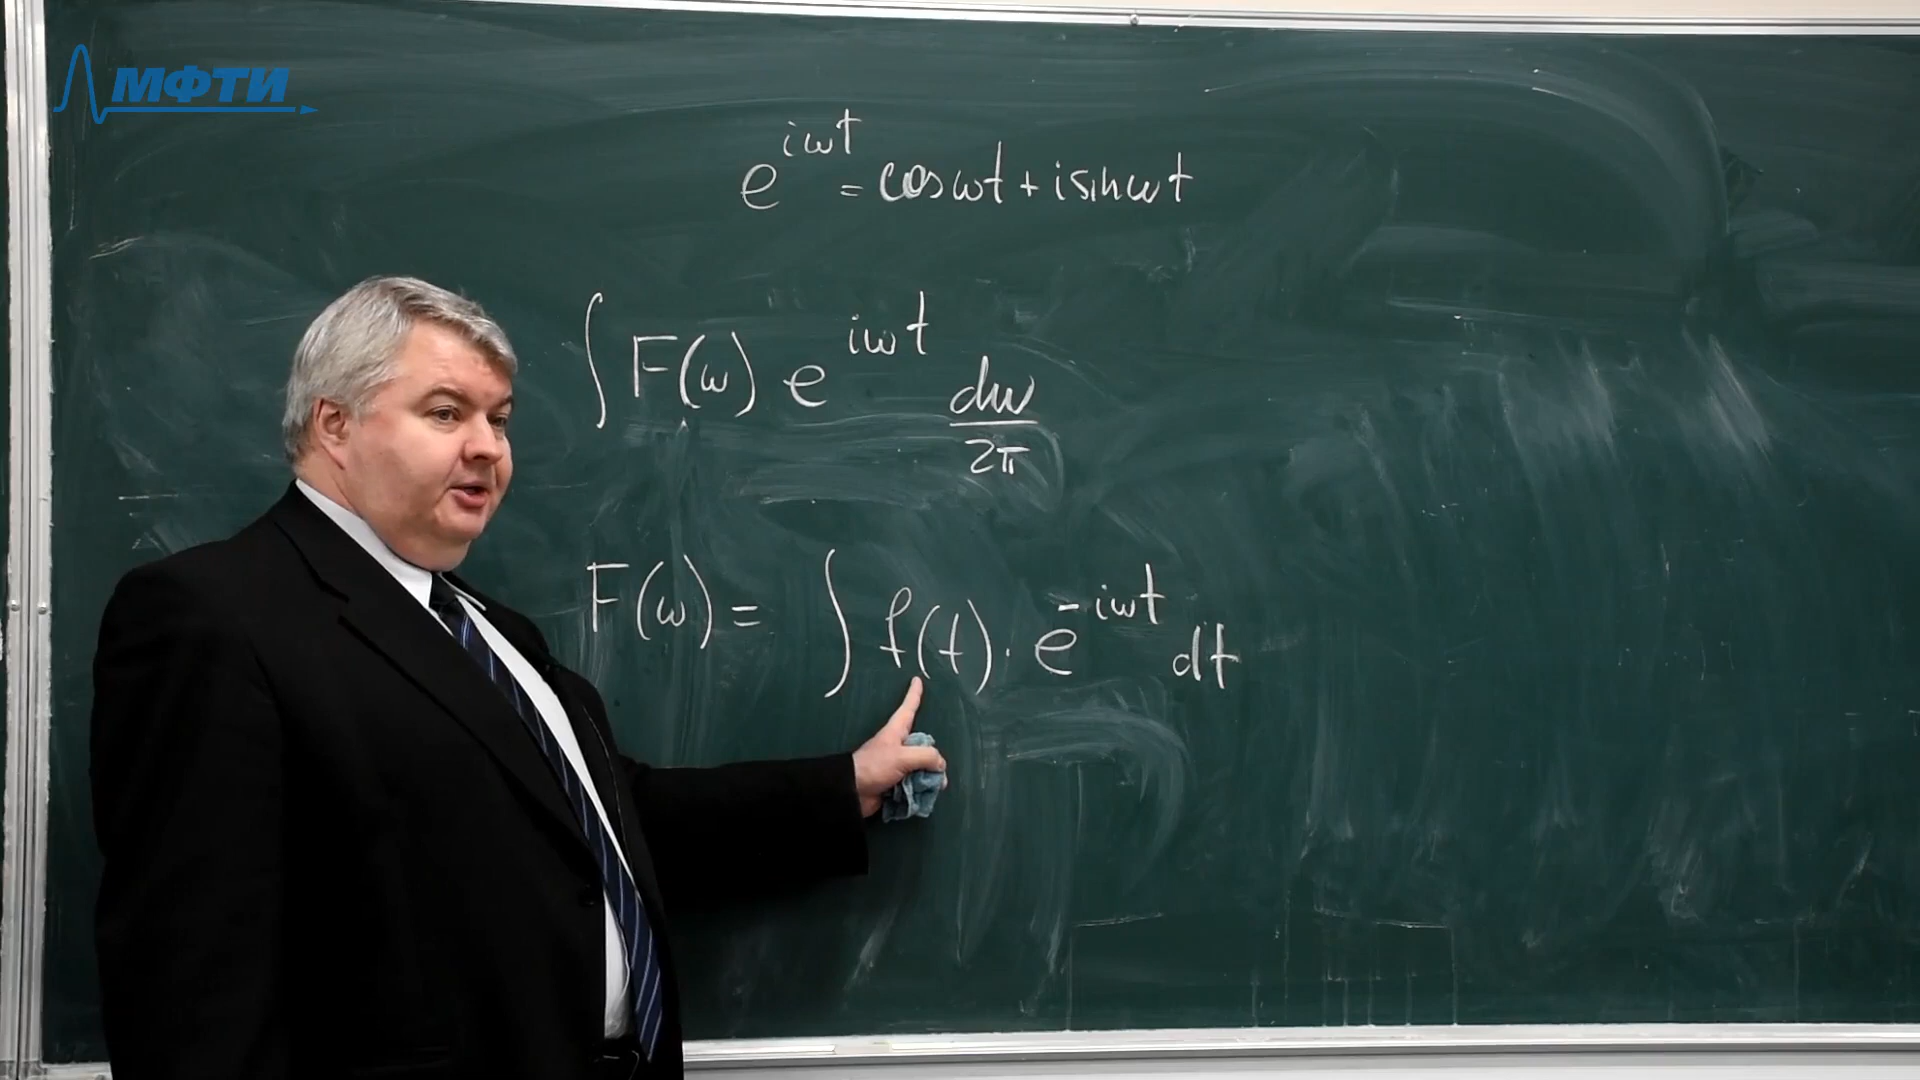 МФТИ
e^{iωt} = cos ωt + i sin ωt
∫ F(ω) e^{iωt} dω/2π
F(ω) = ∫ f(t) · e^{-iωt} dt